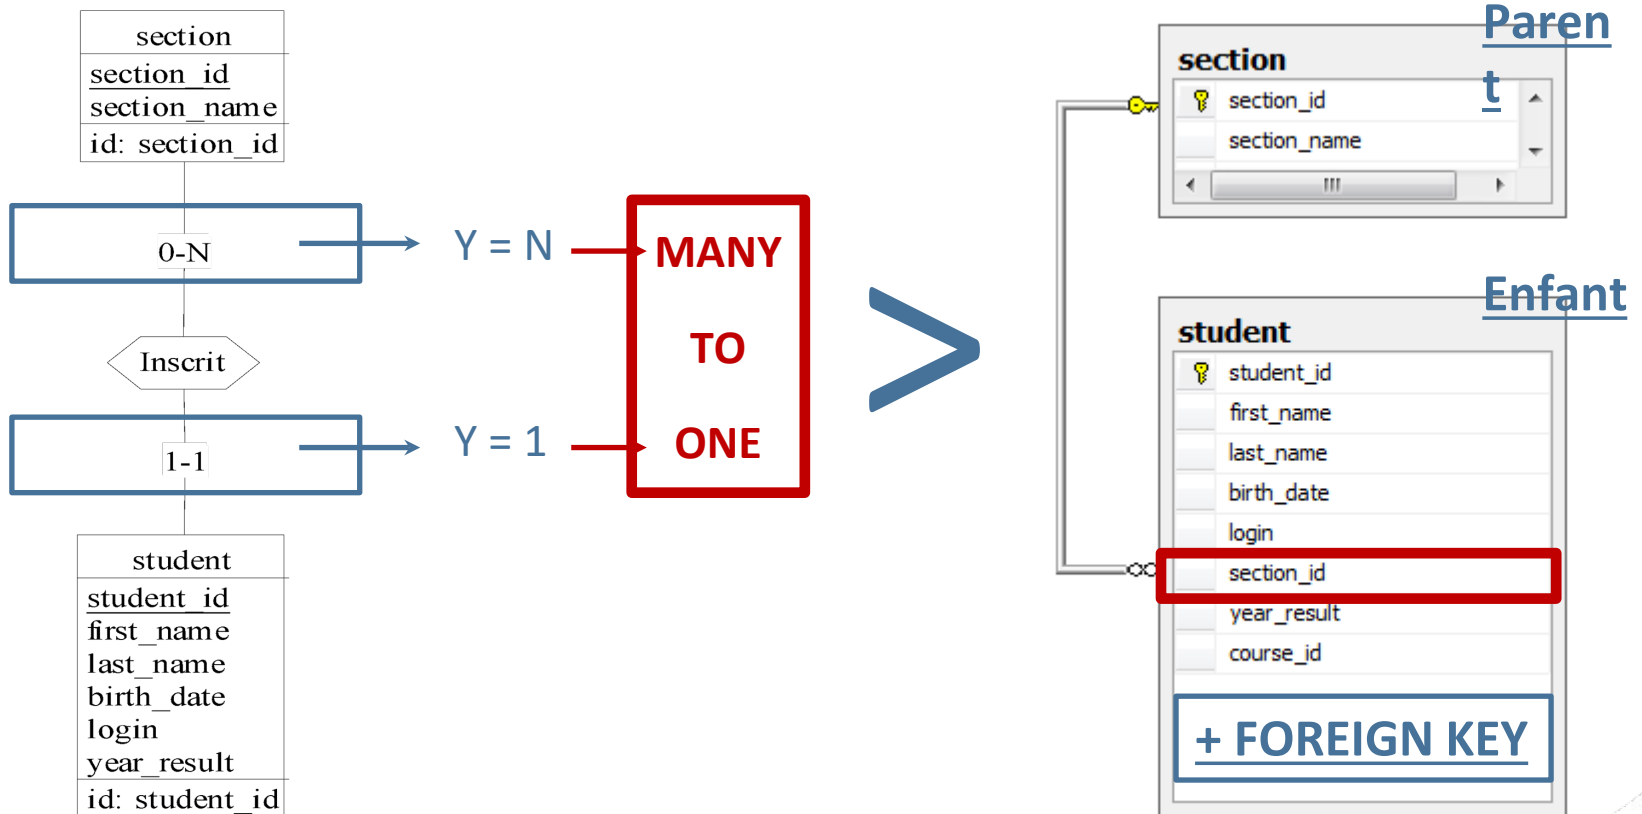 section
section_id
section_name
id: section_id
0-N
Inscrit
1-1
student
student_id
first_name
last_name
birth_date
login
year_result
id: student_id
Y = N
Y = 1
MANY
TO
ONE
>
Paren
t
section
section_id
section_name
Enfant
student
student_id
first_name
last_name
birth_date
login
section_id
year_result
course_id
+ FOREIGN KEY